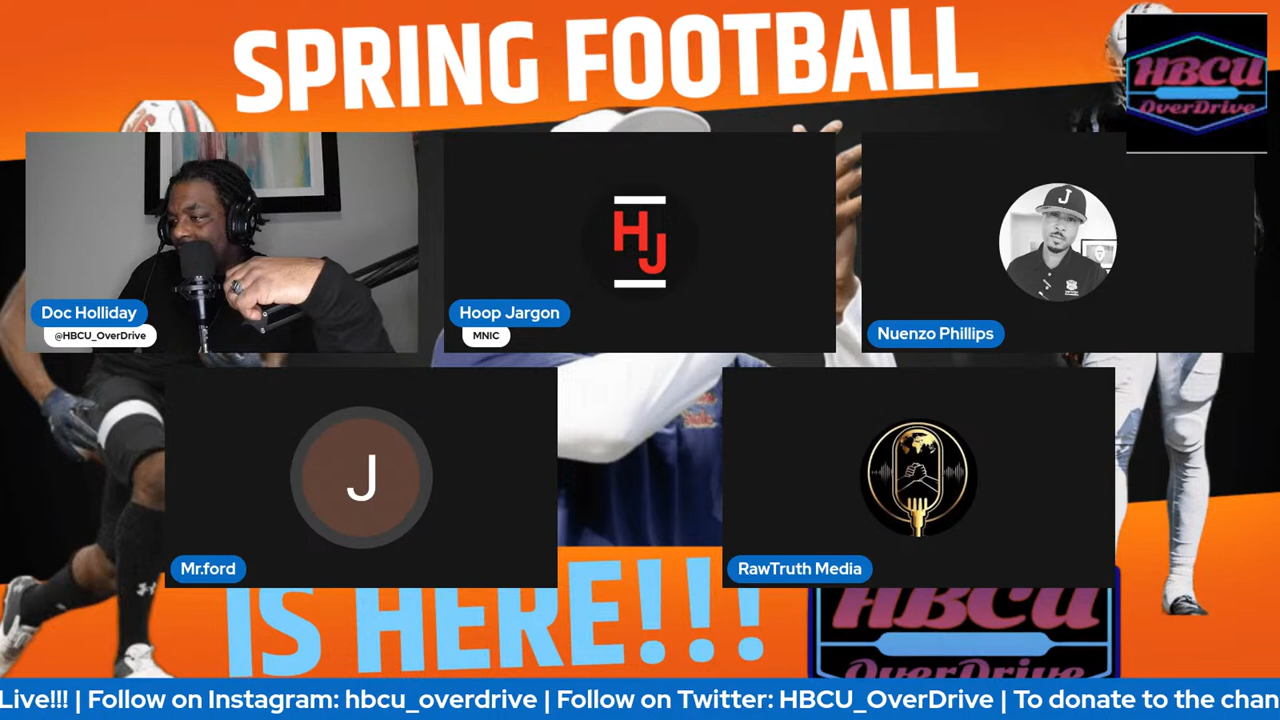 SPRING FOOTBALL
HBCU
OverDrive
HJ
J
Doc Holliday
@HBCU_OverDrive
Hoop Jargon
MNIC
Nuenzo Phillips
J
Mr.ford
RawTruth Media
IS HERE!!!
HBCU
OverDrive
Live!!! | Follow on Instagram: hbcu_overdrive | Follow on Twitter: HBCU_OverDrive | To donate to the chan